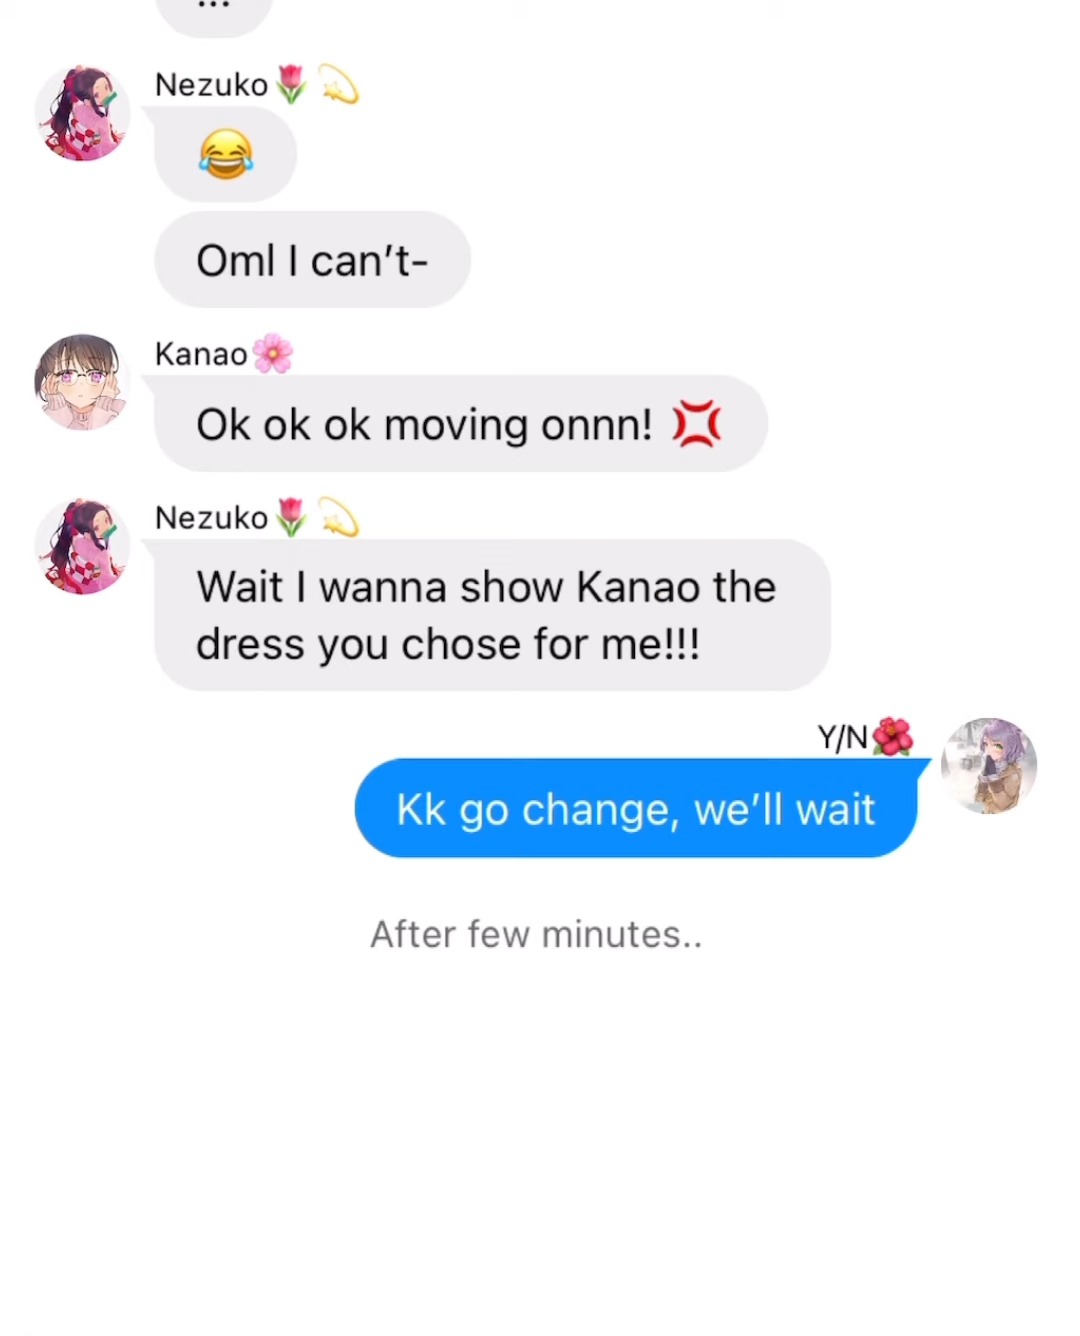 ...
Nezuko🌷💫
😂
Oml I can't-
Kanao🌸
Ok ok ok moving onnn! 💢
Nezuko🌷💫
Wait I wanna show Kanao the
dress you chose for me!!!
Y/N🌺
Kk go change, we'll wait
After few minutes..